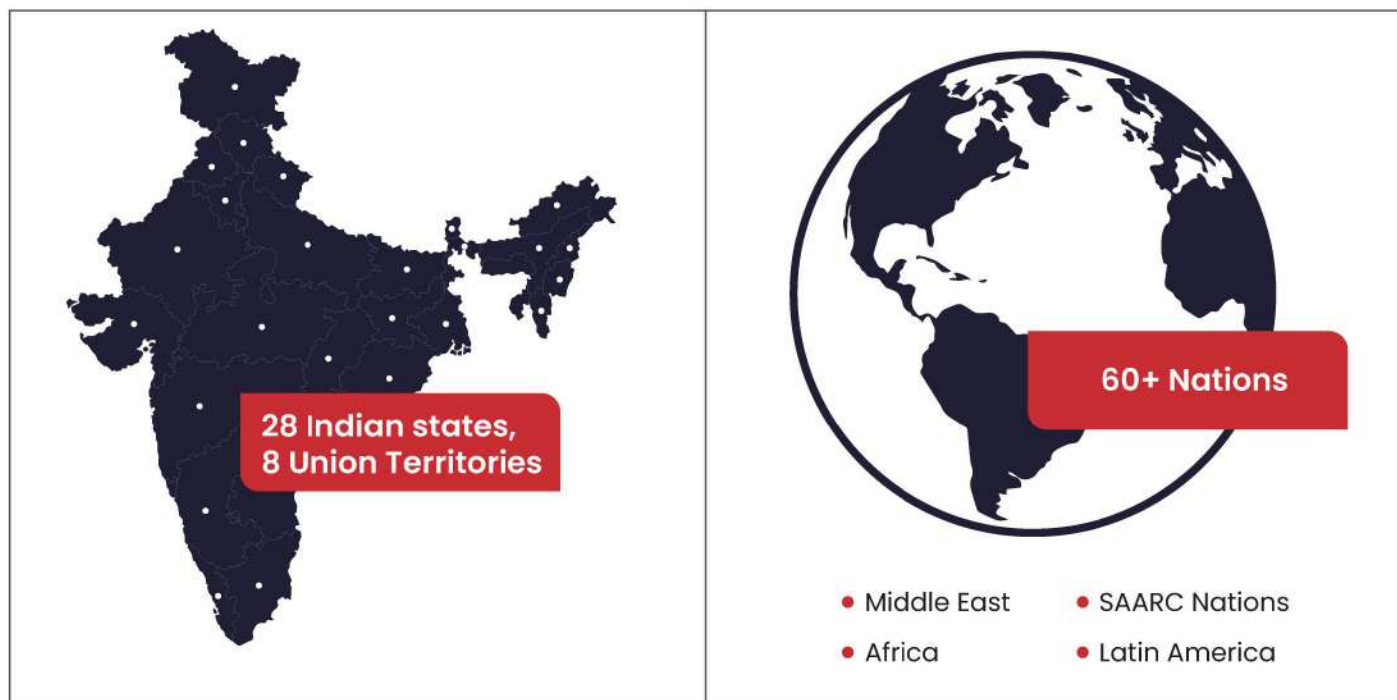 28 Indian states,
8 Union Territories
60+ Nations
• Middle East
• SAARC Nations
• Africa
• Latin America